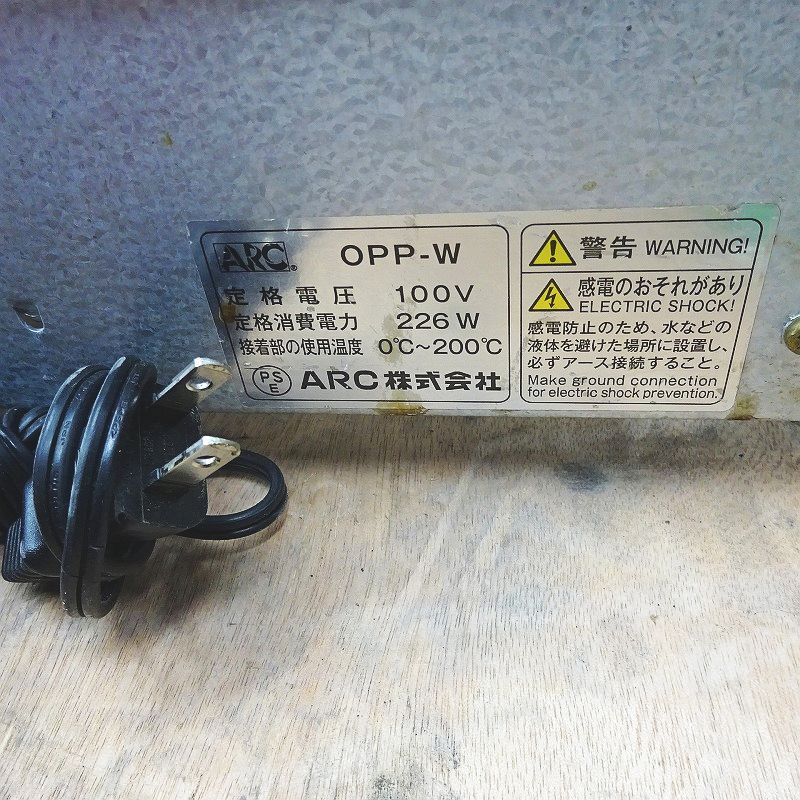 ARC® OPP-W
定格電圧 100V
定格消費電力 226W
接着部の使用温度 0℃～200℃
PSE ARC株式会社
警告 WARNING!
感電のおそれがあり
ELECTRIC SHOCK!
感電防止のため、水などの
液体を避けた場所に設置し、
必ずアース接続すること。
Make ground connection
for electric shock prevention.